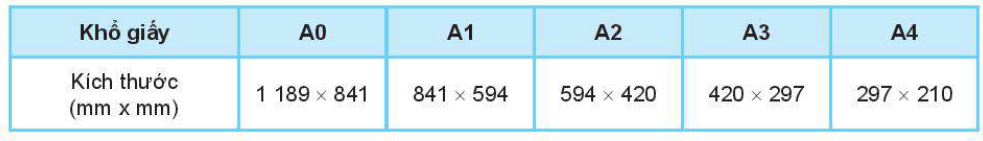 Khổ giấy A0 A1 A2 A3 A4
Kích thước
(mm x mm) 1 189 × 841 841 × 594 594 × 420 420 × 297 297 × 210